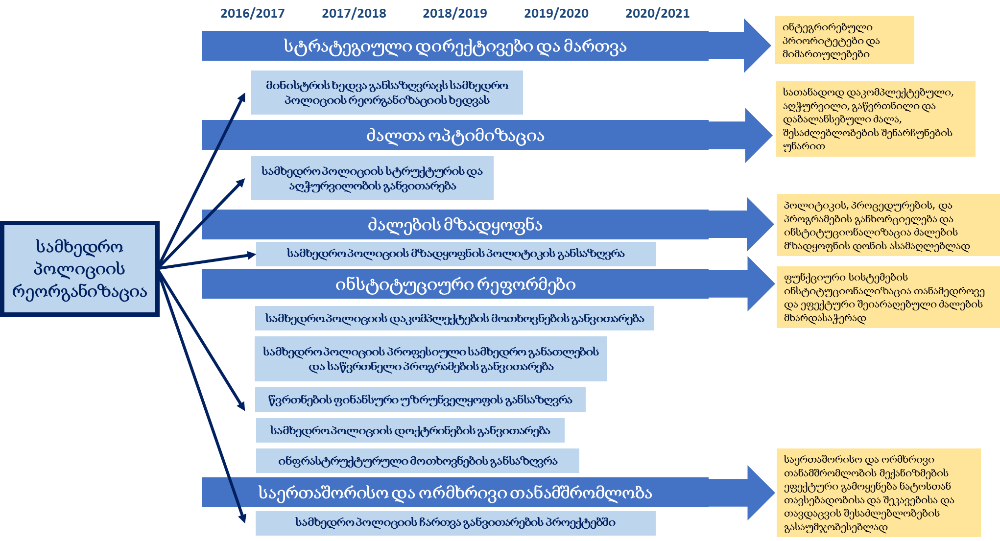 2016/2017 2017/2018 2018/2019 2019/2020 2020/2021
სტრატეგიული დირექტივები და მართვა
ინტეგრირებული
პრიორიტეტები და
მიმართულებები
მინისტრის ხედვა განსაზღვრავს სამხედრო
პოლიციის რეორგანიზაციის ხედვას
ძალთა ოპტიმიზაცია
სათანადოდ დაკომპლექტებული,
აღჭურვილი, გაწვრთნილი და
დაბალანსებული ძალა,
შესაძლებლობების შენარჩუნების
უნარით
სამხედრო პოლიციის სტრუქტურის და
აღჭურვილობის განვითარება
ძალების მზადყოფნა
პოლიტიკის, პროცედურების, და
პროგრამების განხორციელება და
ინსტიტუციონალიზაცია ძალების
მზადყოფნის დონის ასამაღლებლად
სამხედრო
პოლიციის
რეორგანიზაცია
სამხედრო პოლიციის მზადყოფნის პოლიტიკის განსაზღვრა
ინსტიტუციური რეფორმები
ფუნქციური სისტემების
ინსტიტუციონალიზაცია თანამედროვე
და ეფექტური შეიარაღებული ძალების
მხარდასაჭერად
სამხედრო პოლიციის დაკომპლექტების მოთხოვნების განვითარება
სამხედრო პოლიციის პროფესიული სამხედრო განათლების
და საწვრთნელი პროგრამების განვითარება
წვრთნების ფინანსური უზრუნველყოფის განსაზღვრა
სამხედრო პოლიციის დოქტრინების განვითარება
ინფრასტრუქტურული მოთხოვნების განსაზღვრა
საერთაშორისო და ორმხრივი თანამშრომლობა
საერთაშორისო და ორმხრივი
თანამშრომლობის მექანიზმების
ეფექტური გამოყენება ნატოსთან
თავსებადობისა და შეკავებისა და
თავდაცვის შესაძლებლობების
გასაუმჯობესებლად
სამხედრო პოლიციის ჩართვა განვითარების პროექტებში